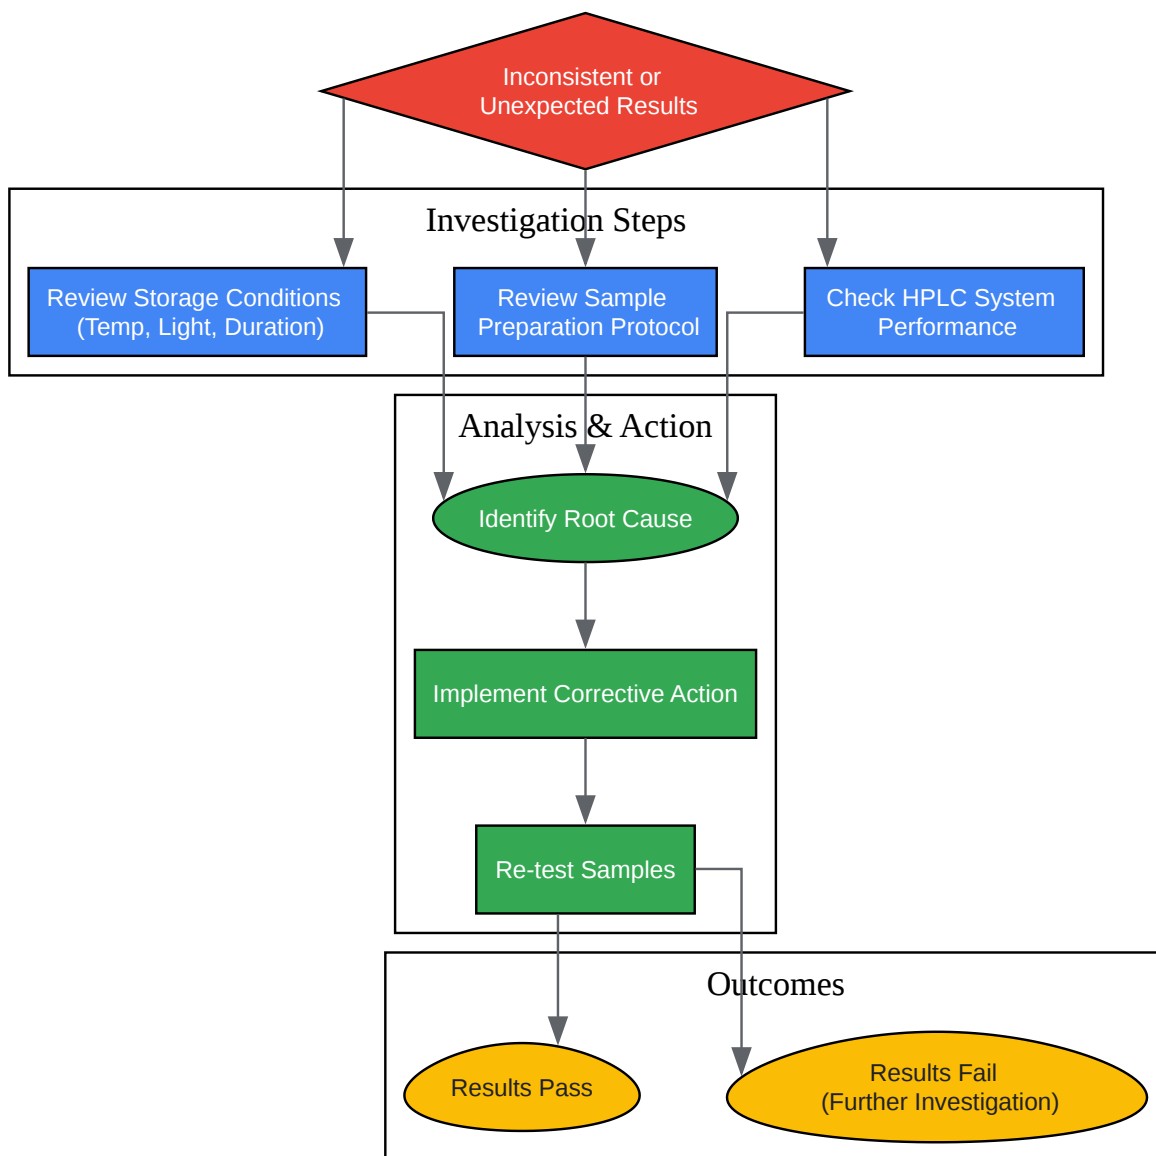 Inconsistent or
Unexpected Results
Investigation Steps
Review Storage Conditions
(Temp, Light, Duration)
Review Sample
Preparation Protocol
Check HPLC System
Performance
Analysis & Action
Identify Root Cause
Implement Corrective Action
Re-test Samples
Outcomes
Results Pass
Results Fail
(Further Investigation)